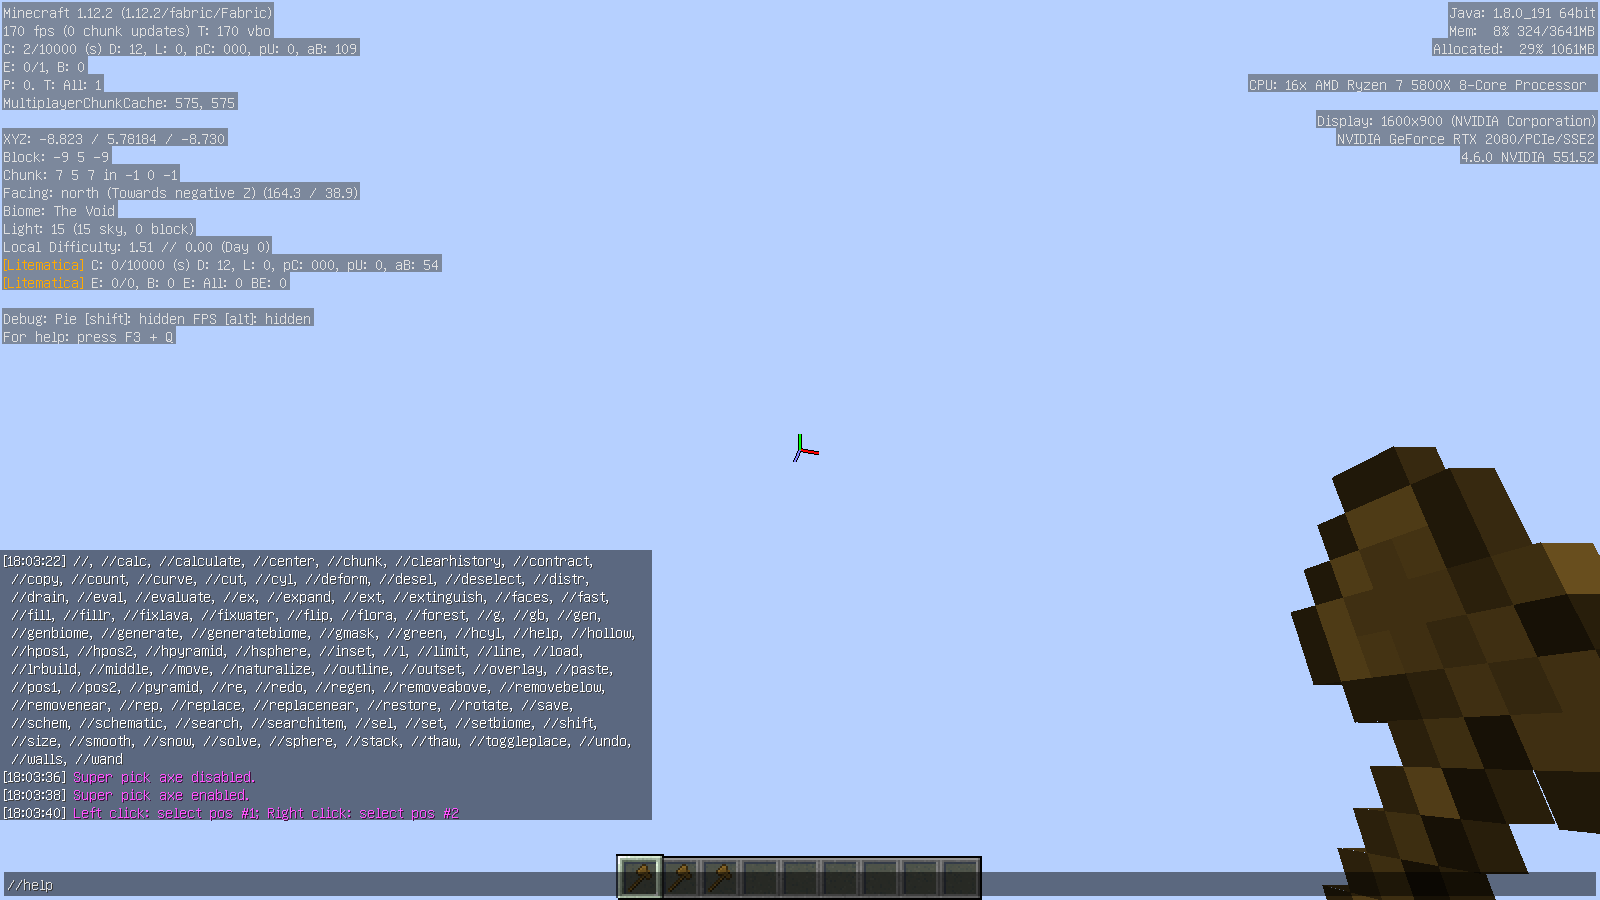 Minecraft 1.12.2 (1.12.2/fabric/Fabric)
170 fps (0 chunk updates) T: 170 vbo
C: 2/10000 (s) D: 12, L: 0, pC: 000, pU: 0, aB: 109
E: 0/1, B: 0
P: 0. T: All: 1
MultiplayerChunkCache: 575, 575
XYZ: -8.823 / 5.78184 / -8.730
Block: -9 5 -9
Chunk: 7 5 7 in -1 0 -1
Facing: north (Towards negative Z) (164.3 / 38.9)
Biome: The Void
Light: 15 (15 sky, 0 block)
Local Difficulty: 1.51 // 0.00 (Day 0)
[Litematica] C: 0/10000 (s) D: 12, L: 0, pC: 000, pU: 0, aB: 54
[Litematica] E: 0/0, B: 0 E: All: 0 BE: 0
Debug: Pie [shift]: hidden FPS [alt]: hidden
For help: press F3 + Q
Java: 1.8.0_191 64bit
Mem: 8% 324/3641MB
Allocated: 29% 1061MB
CPU: 16x AMD Ryzen 7 5800X 8-Core Processor
Display: 1600x900 (NVIDIA Corporation)
NVIDIA GeForce RTX 2080/PCIe/SSE2
4.6.0 NVIDIA 551.52
[18:03:22] //, //calc, //calculate, //center, //chunk, //clearhistory, //contract,
//copy, //count, //curve, //cut, //cyl, //deform, //desel, //deselect, //distr,
//drain, //eval, //evaluate, //ex, //expand, //ext, //extinguish, //faces, //fast,
//fill, //fillr, //fixlava, //fixwater, //flip, //flora, //forest, //g, //gb, //gen,
//genbiome, //generate, //generatebiome, //gmask, //green, //hcyl, //help, //hollow,
//hpos1, //hpos2, //hpyramid, //hsphere, //inset, //l, //limit, //line, //load,
//lrbuild, //middle, //move, //naturalize, //outline, //outset, //overlay, //paste,
//pos1, //pos2, //pyramid, //re, //redo, //regen, //removeabove, //removebelow,
//removenear, //rep, //replace, //replacenear, //restore, //rotate, //save,
//schem, //schematic, //search, //searchitem, //sel, //set, //setbiome, //shift,
//size, //smooth, //snow, //solve, //sphere, //stack, //thaw, //toggleplace, //undo,
//walls, //wand
[18:03:36] Super pick axe disabled.
[18:03:38] Super pick axe enabled.
[18:03:40] Left click: select pos #1; Right click: select pos #2
//help